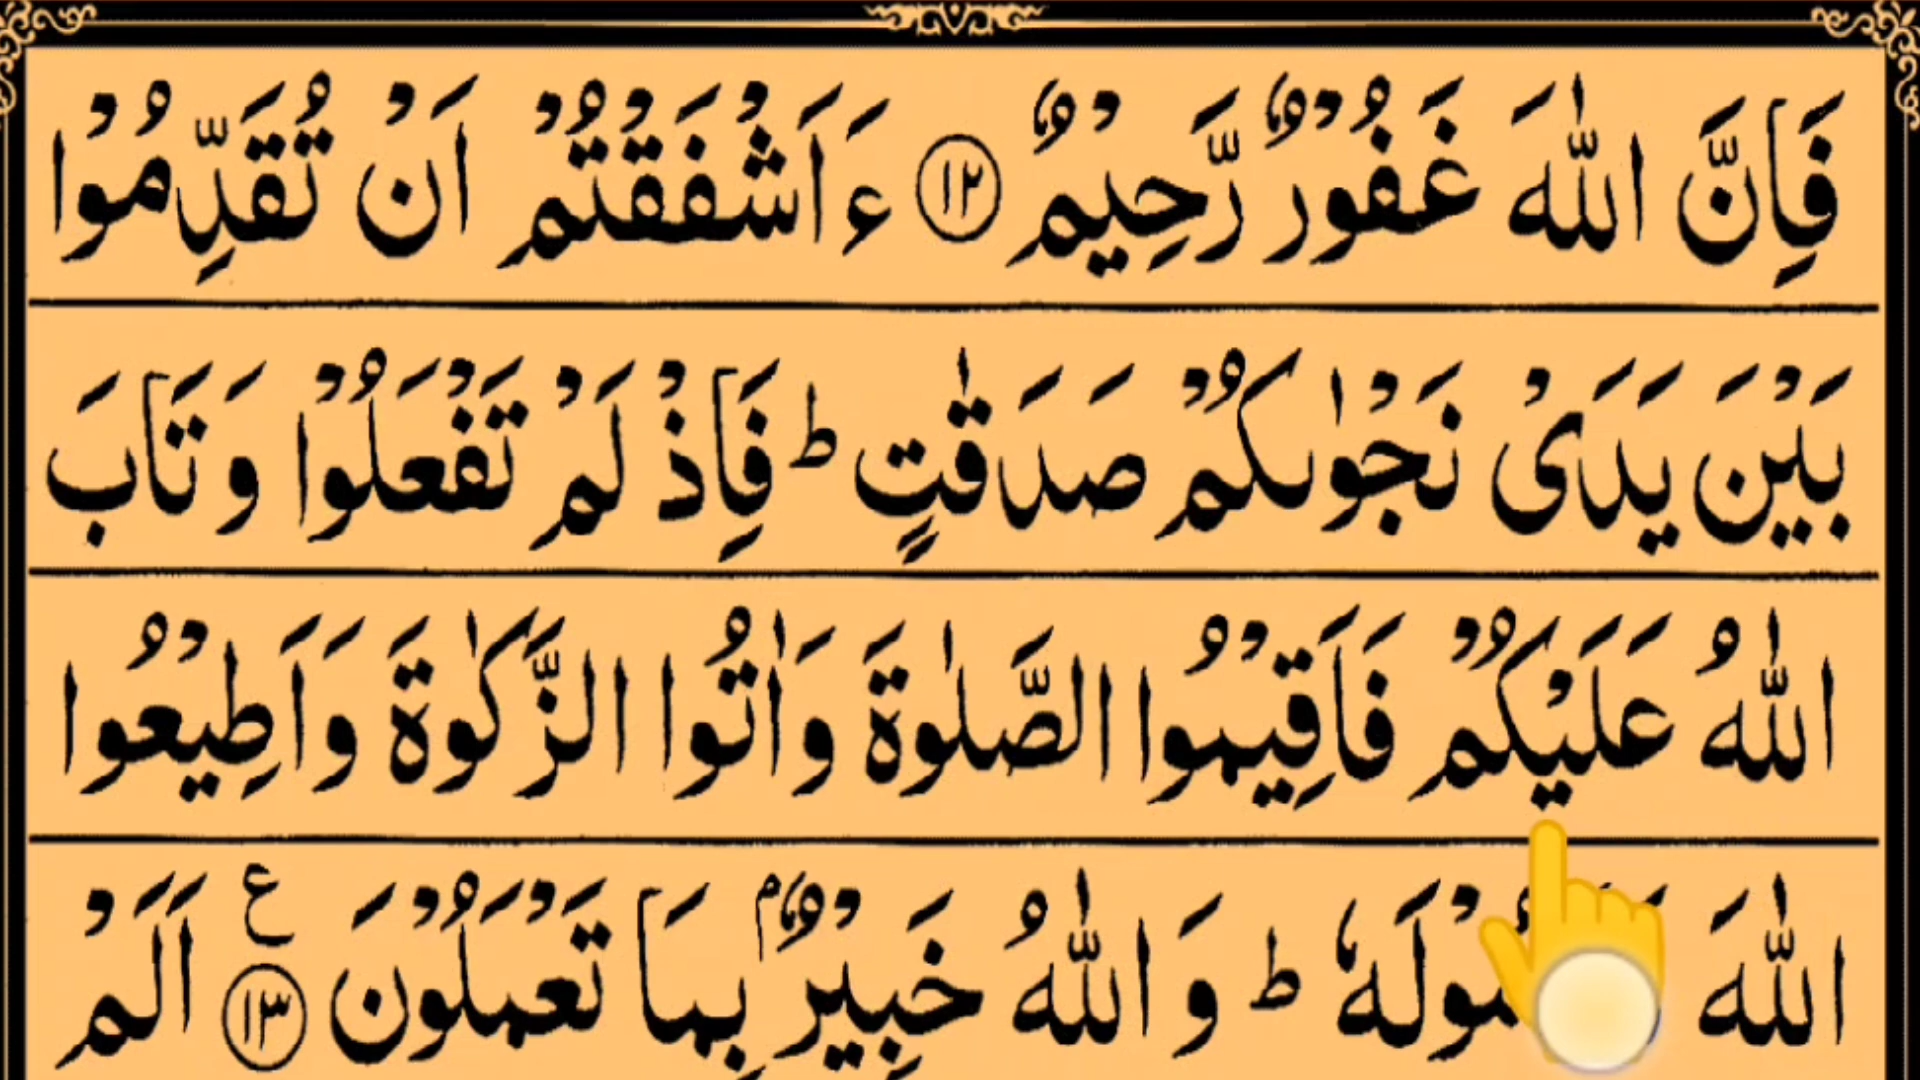 فَاِنَّ اللّٰهَ غَفُوْرٌ رَّحِيْمٌ ﴿١٢﴾ ءَاَشْفَقْتُمْ اَنْ تُقَدِّمُوْا
بَيْنَ يَدَىْ نَجْوٰىكُمْ صَدَقٰتٍ ؕ فَاِذْ لَمْ تَفْعَلُوْا وَ تَابَ
اللّٰهُ عَلَيْكُمْ فَاَقِيْمُوا الصَّلٰوةَ وَاٰتُوا الزَّكٰوةَ وَاَطِيْعُوا
اللّٰهَ ؕ وَ اللّٰهُ خَبِيْرٌۢ بِمَا تَعْمَلُوْنَ ﴿١٣﴾ ع اَلَمْ